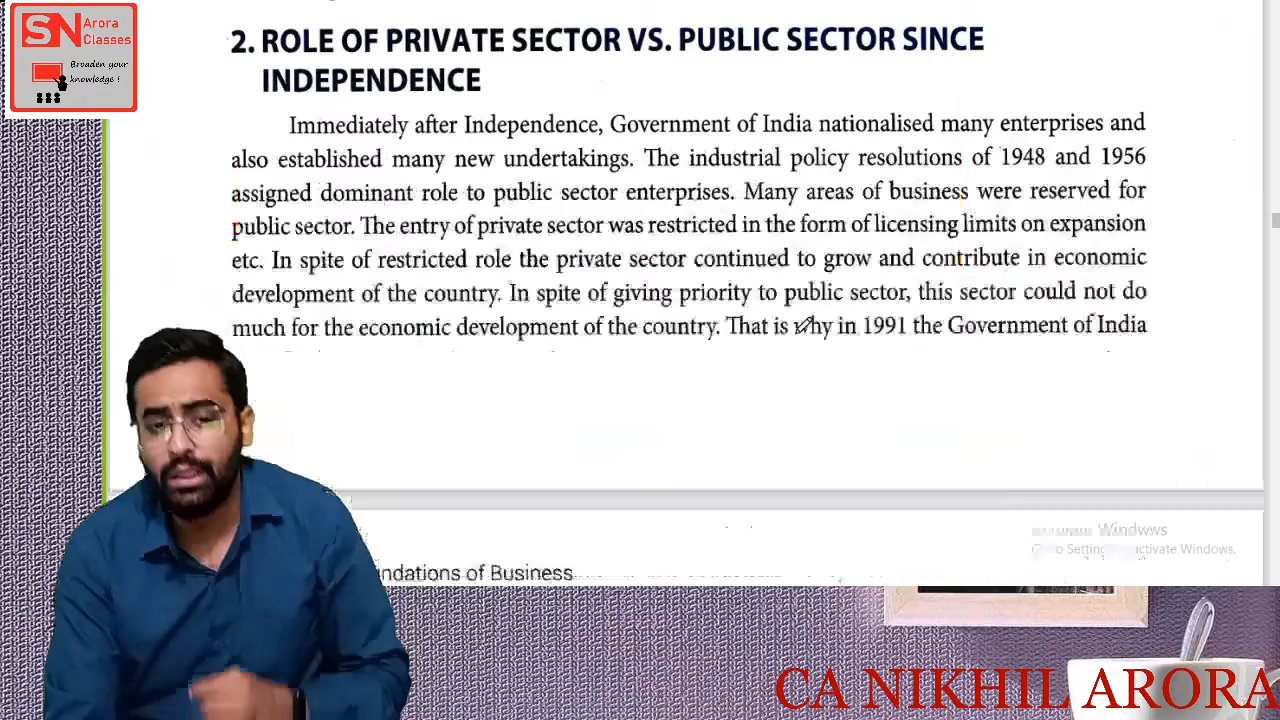 SN
Arora
Classes
Broaden your
knowledge !
2. ROLE OF PRIVATE SECTOR VS. PUBLIC SECTOR SINCE
INDEPENDENCE
Immediately after Independence, Government of India nationalised many enterprises and
also established many new undertakings. The industrial policy resolutions of 1948 and 1956
assigned dominant role to public sector enterprises. Many areas of business were reserved for
public sector. The entry of private sector was restricted in the form of licensing limits on expansion
etc. In spite of restricted role the private sector continued to grow and contribute in economic
development of the country. In spite of giving priority to public sector, this sector could not do
much for the economic development of the country. That is why in 1991 the Government of India
Windwws
Setting activate Windows.
ndations of Business
CA NIKHIL ARORA